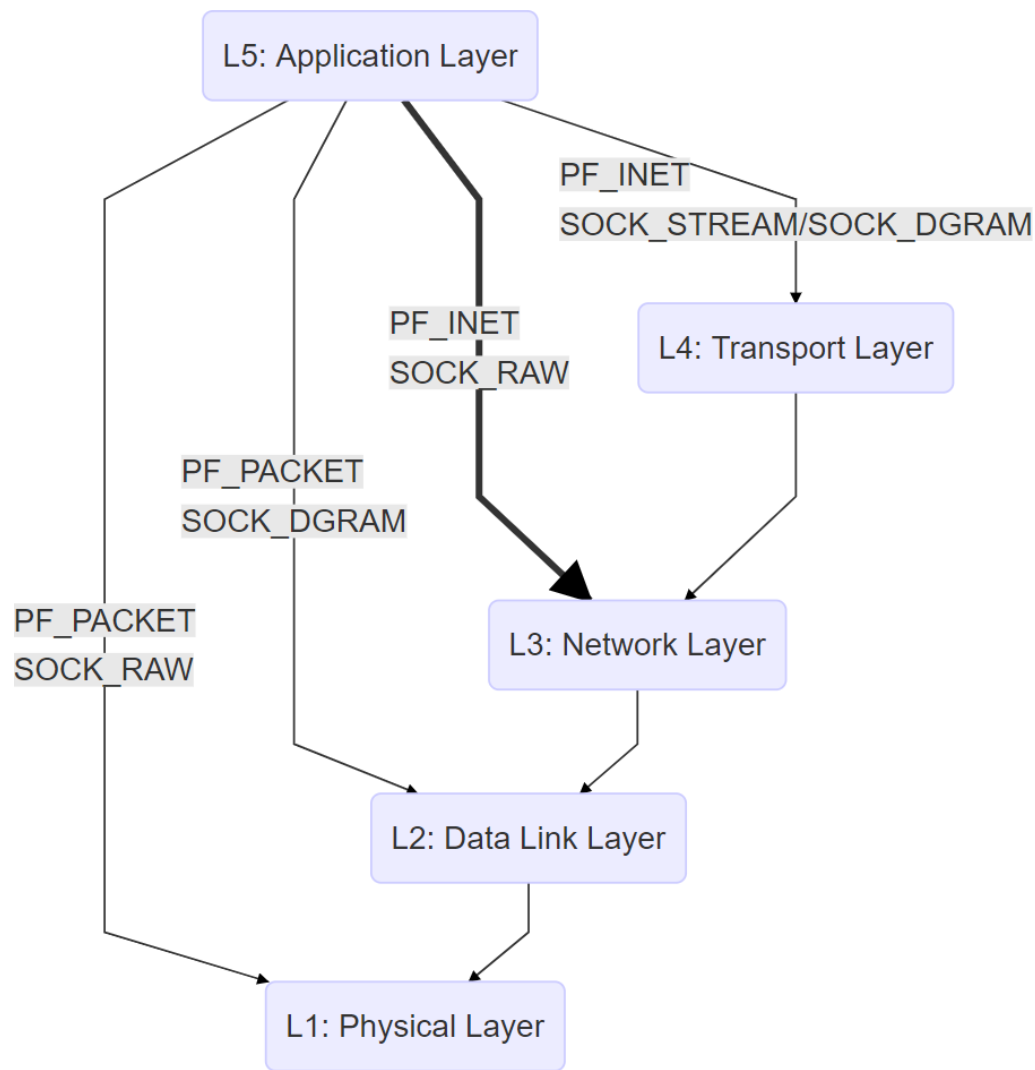 L5: Application Layer
PF_INET
SOCK_STREAM/SOCK_DGRAM
PF_INET
SOCK_RAW
L4: Transport Layer
PF_PACKET
SOCK_DGRAM
PF_PACKET
SOCK_RAW
L3: Network Layer
L2: Data Link Layer
L1: Physical Layer